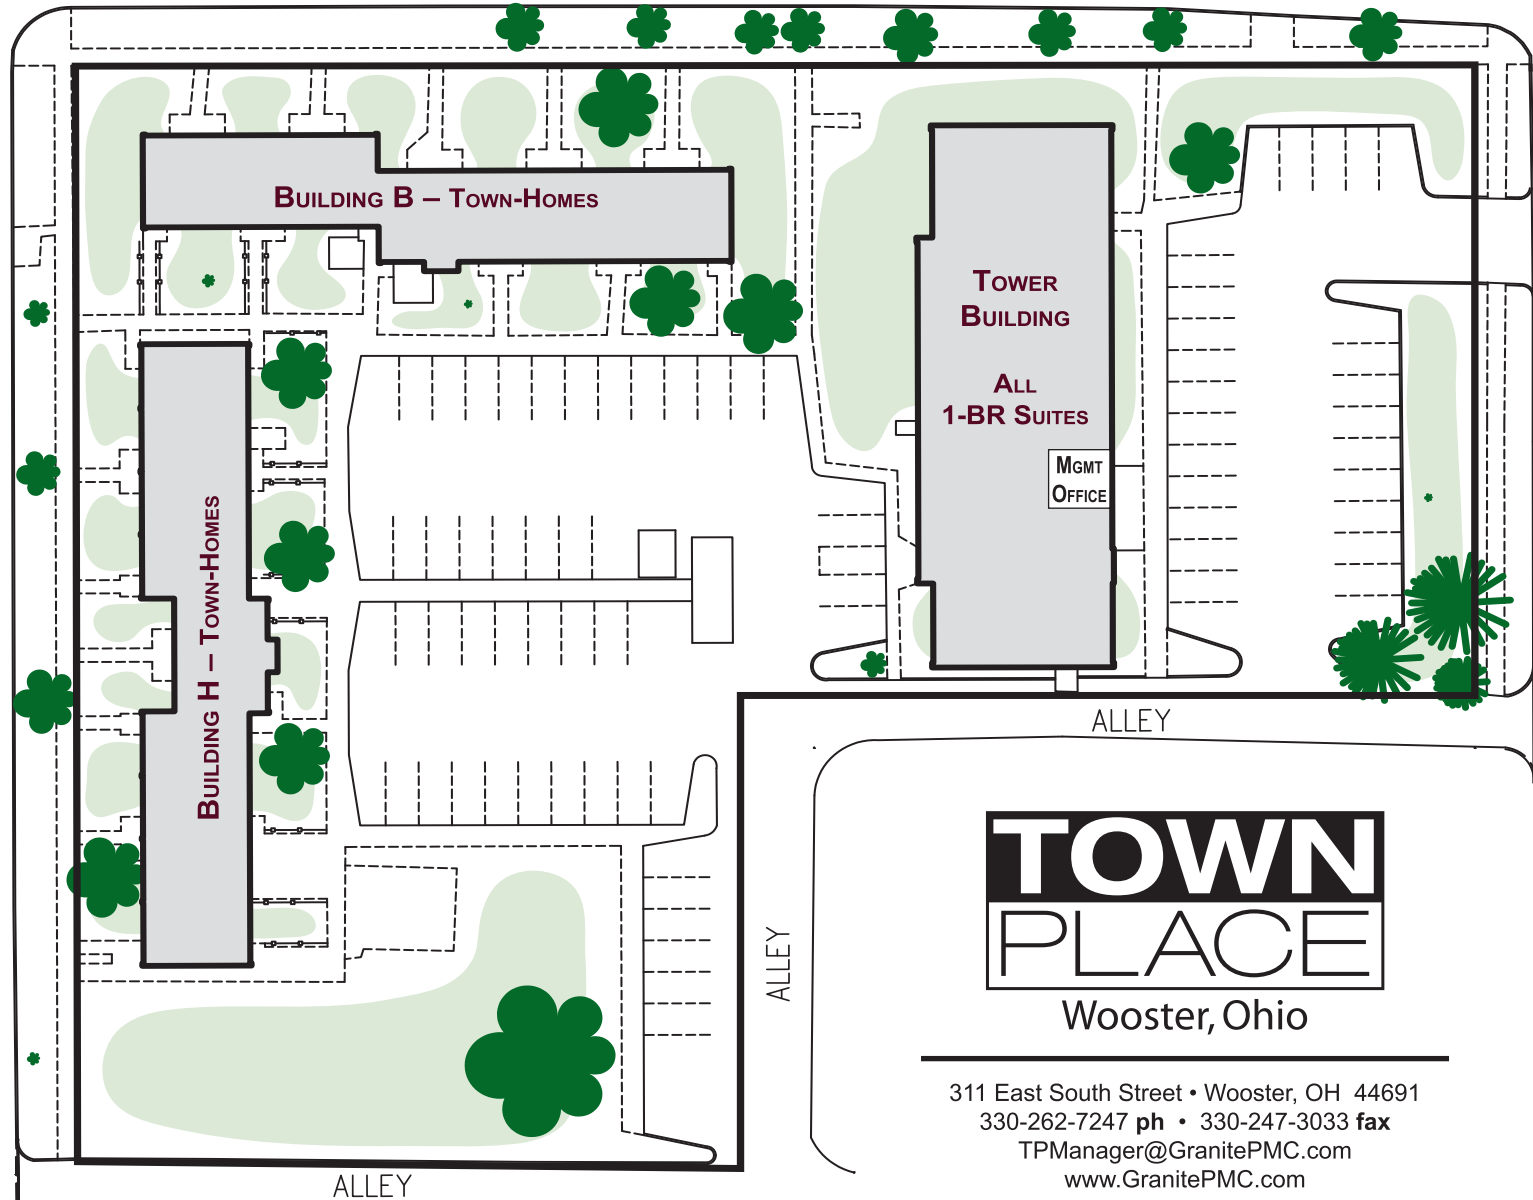 Building B – Town-Homes
Tower
Building
All
1-BR Suites
Mgmt
Office
Building H – Town-Homes
ALLEY
ALLEY
ALLEY
TOWN
PLACE
Wooster, Ohio
311 East South Street • Wooster, OH 44691
330-262-7247 ph • 330-247-3033 fax
TPManager@GranitePMC.com
www.GranitePMC.com